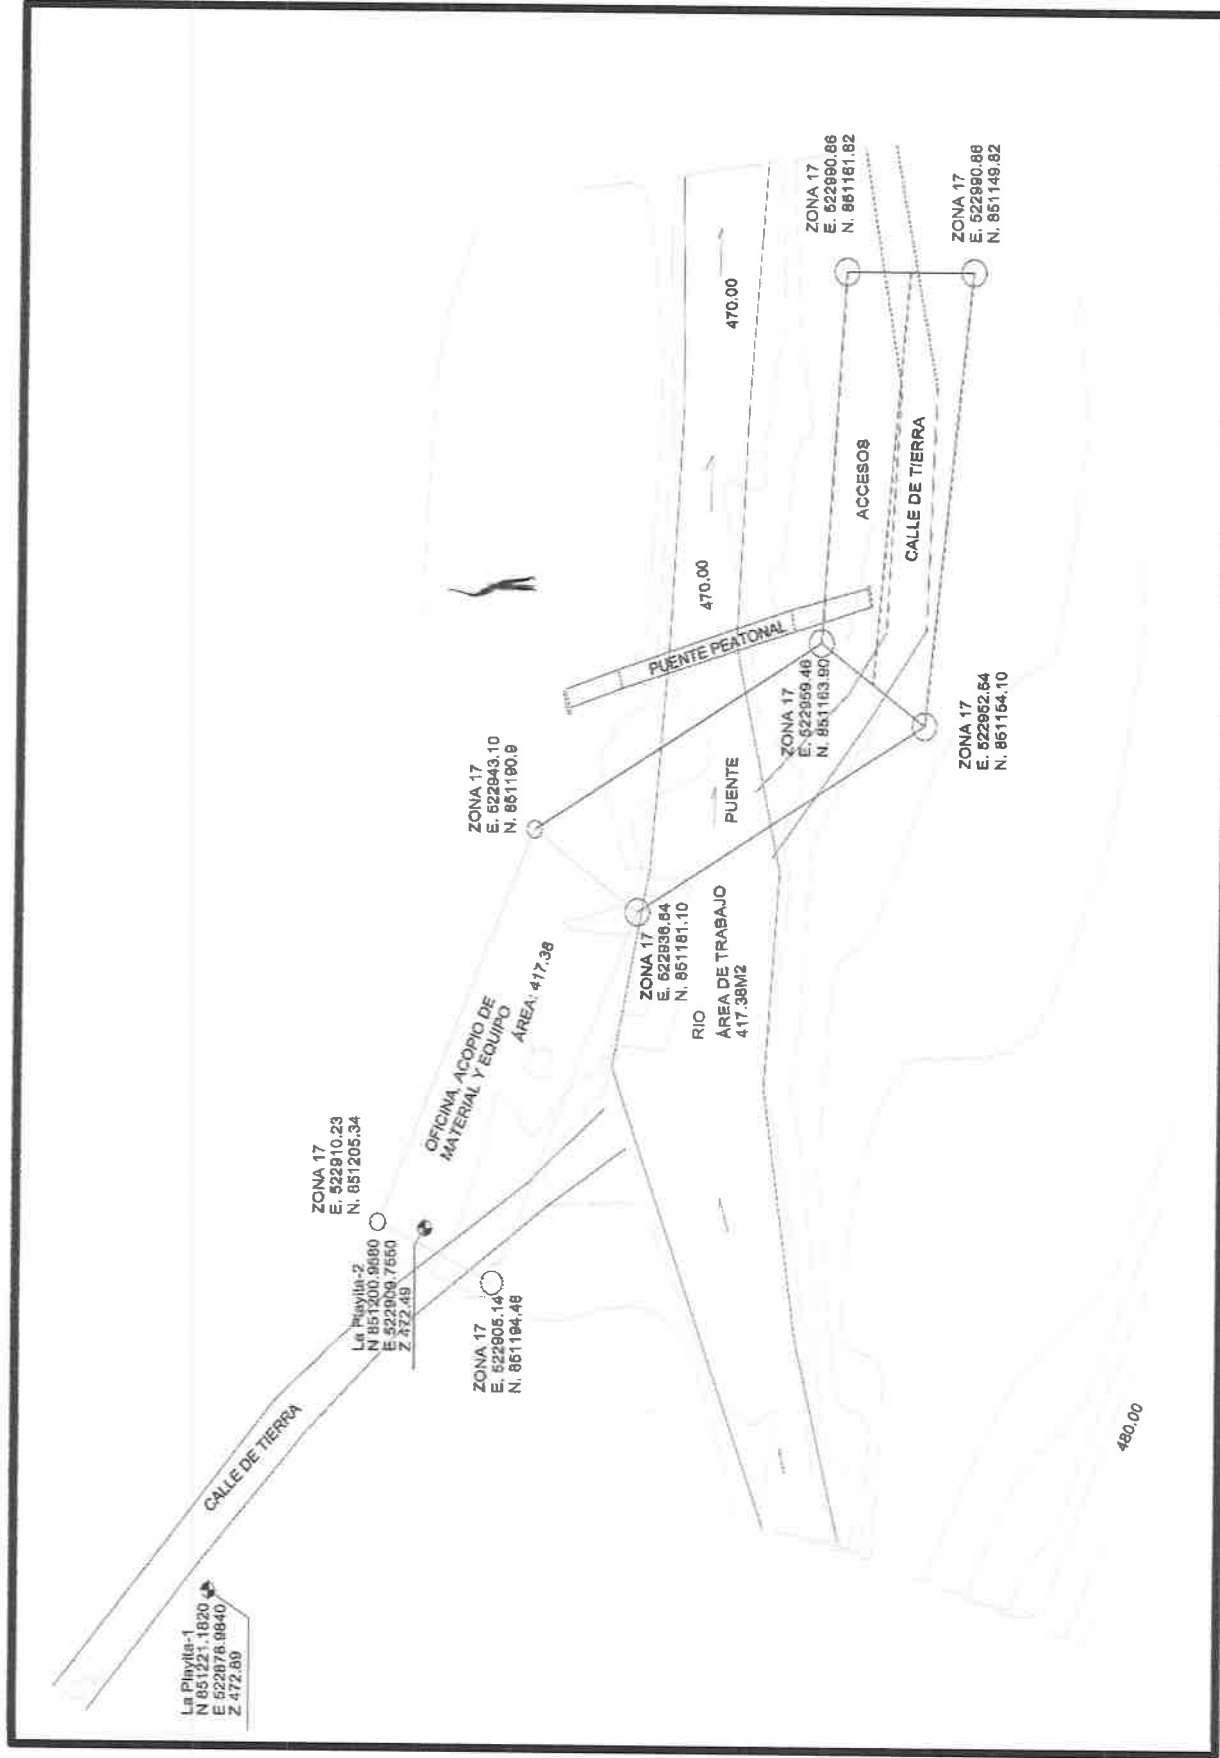 La Playita-1
N 851221.1820
E 522878.9840
Z 472.89
CALLE DE TIERRA
La Playita-2
N 851200.9680
E 522909.7550
Z 472.49
ZONA 17
E. 522910.23
N. 851205.34
ZONA 17
E. 522905.14
N. 851194.48
OFICINA, ACOPIO DE
MATERIAL Y EQUIPO
ÁREA: 417.38
ZONA 17
E. 522943.10
N. 851190.9
ZONA 17
E. 522936.64
N. 851181.10
RIO
ÁREA DE TRABAJO
417.38M2
PUENTE
PUENTE PEATONAL
470.00
470.00
ZONA 17
E. 522959.46
N. 851163.90
ZONA 17
E. 522952.64
N. 851154.10
ACCESOS
CALLE DE TIERRA
ZONA 17
E. 522990.86
N. 851161.82
ZONA 17
E. 522990.86
N. 851149.82
480.00